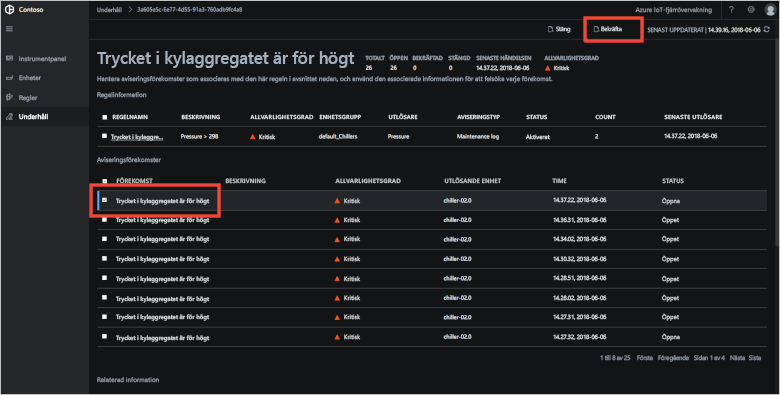 Contoso
Underhåll > 3a605e5c-6e77-4d55-91a3-760adb9fc4a8
Azure IoT-fjärrövervakning
?
Stäng
Bekräfta
SENAST UPPDATERAT | 14.39.16, 2018-06-06
Instrumentpanel
Enheter
Regler
Underhåll
Trycket i kylaggregatet är för högt
TOTALT ÖPPEN BEKRÄFTAD STÄNGD SENASTE HÄNDELSEN ALLVARLIGHETSGRAD
26 26 0 0 14.37.22, 2018-06-06 Kritisk
Hentera aviseringsförekomster som associeras med den här regeln i avsnittet nedan, och använd den associerade informationen för att felsöka varje förekomst.
Regelinformation
REGELNAMN BESKRIVNING ALLVARLIGHETSGRAD ENHETSGRUPP UTLÖSARE AVISERINGSTYP STATUS COUNT SENASTE UTLÖSARE
Trycket i kylaggre... Pressure > 298 Kritisk default_Chillers Pressure Maintenance log Aktiverat 2 14.37.22, 2018-06-06
Aviseringsförekomster
FÖREKOMST BESKRIVNING ALLVARLIGHETSGRAD UTLÖSANDE ENHET TIME STATUS
Trycket i kylaggregatet är för högt Kritisk chiller-02.0 14.37.22, 2018-06-06 Öppna
Trycket i kylaggregatet är för högt Kritisk chiller-02.0 14.36.31, 2018-06-06 Öppet
Trycket i kylaggregatet är för högt Kritisk chiller-02.0 14.34.02, 2018-06-06 Öppet
Trycket i kylaggregatet är för högt Kritisk chiller-02.0 14.30.32, 2018-06-06 Öppet
Trycket i kylaggregatet är för högt Kritisk chiller-02.0 14.28.51, 2018-06-06 Öppet
Trycket i kylaggregatet är för högt Kritisk chiller-02.0 14.28.02, 2018-06-06 Öppet
Trycket i kylaggregatet är för högt Kritisk chiller-02.0 14.27.31, 2018-06-06 Öppet
Trycket i kylaggregatet är för högt Kritisk chiller-02.0 14.27.32, 2018-06-06 Öppna
1 till 8 av 25 Första Föregående Sidan 1 av 4 Nästa Sista
Relaterad information